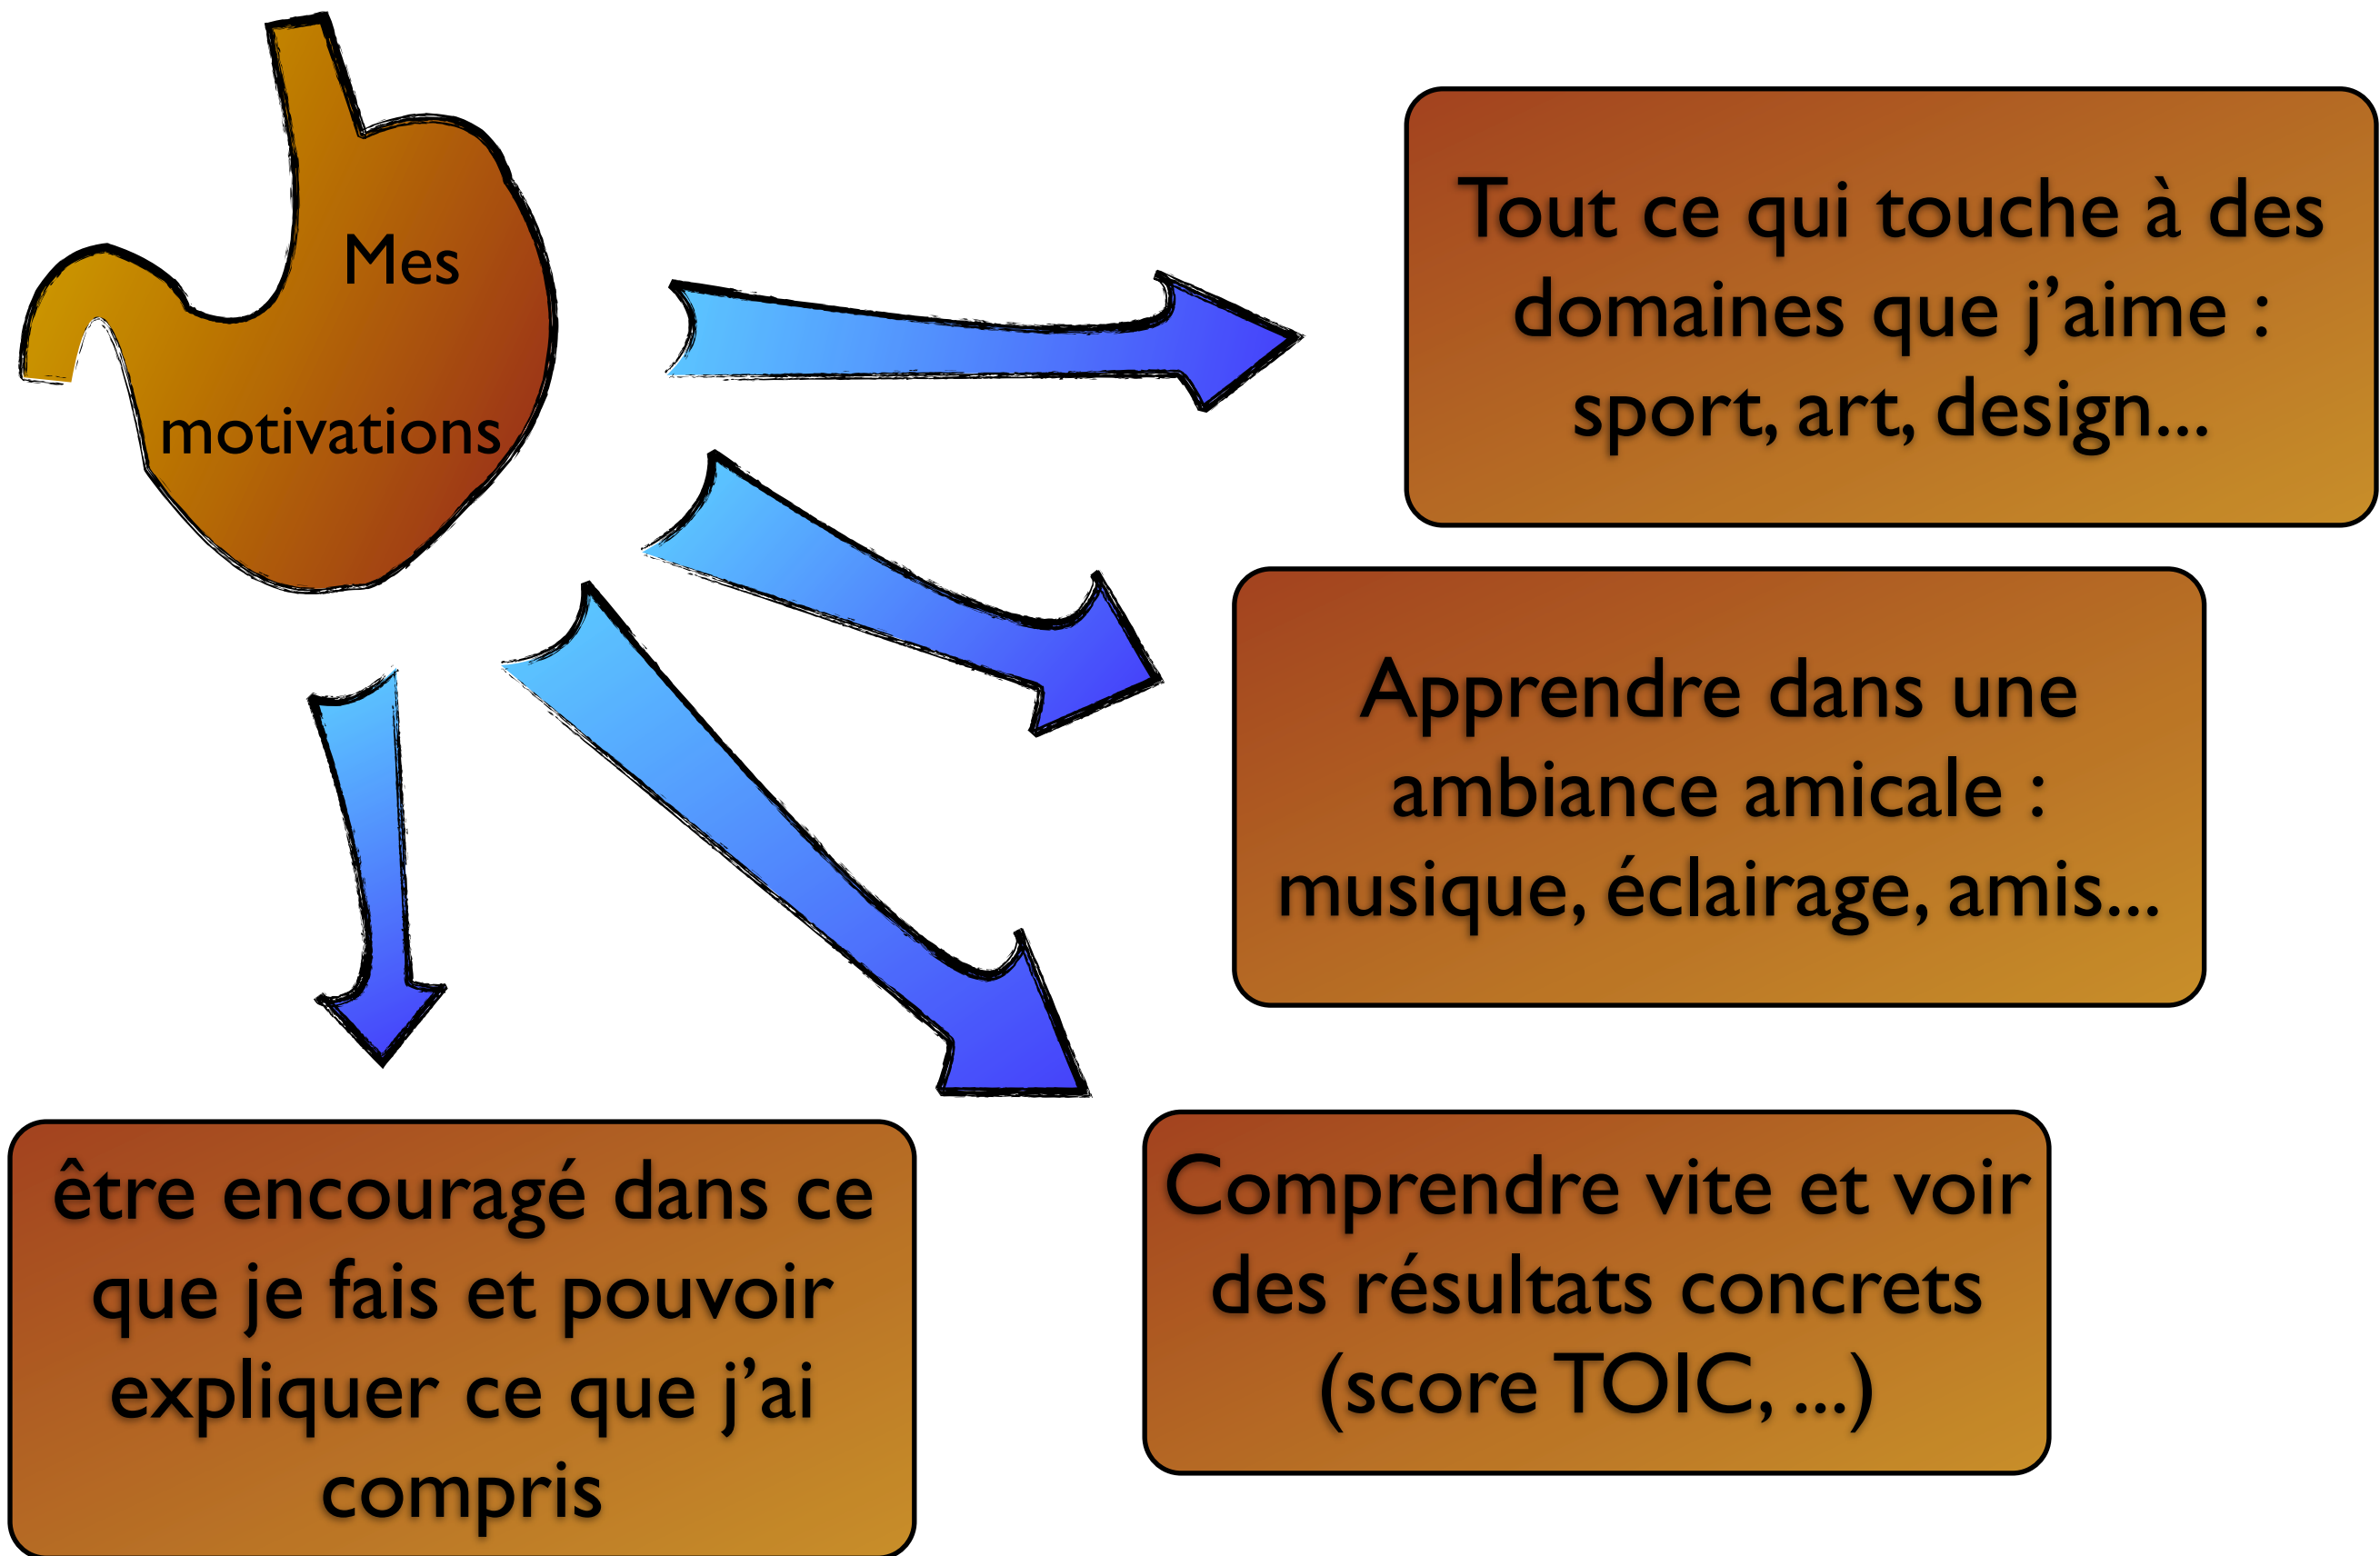 Mes
motivations
Tout ce qui touche à des
domaines que j’aime :
sport, art, design...
Apprendre dans une
ambiance amicale :
musique, éclairage, amis...
Comprendre vite et voir
des résultats concrets
(score TOIC, ...)
être encouragé dans ce
que je fais et pouvoir
expliquer ce que j’ai
compris